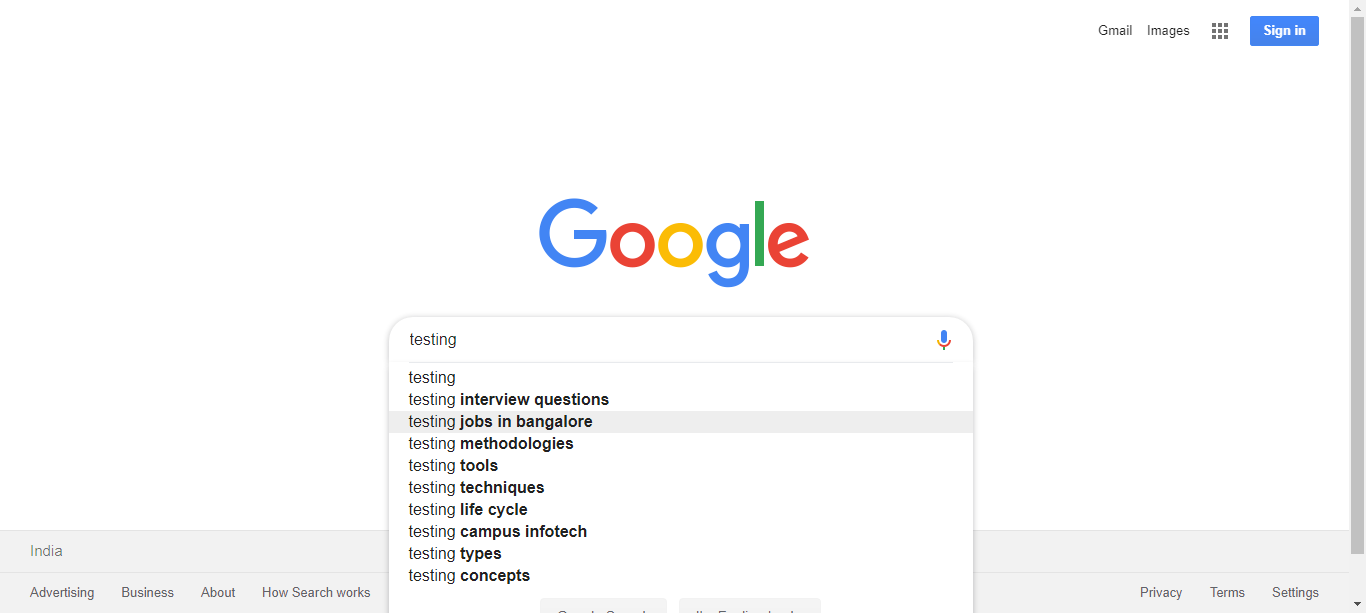 Gmail Images Sign in
Google
testing
testing
testing interview questions
testing jobs in bangalore
testing methodologies
testing tools
testing techniques
testing life cycle
testing campus infotech
testing types
testing concepts
India
Advertising Business About How Search works Privacy Terms Settings